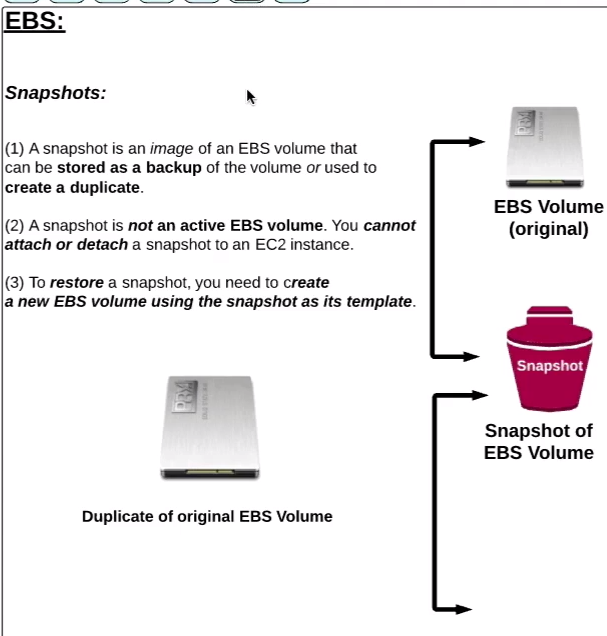 EBS:
Snapshots:
(1) A snapshot is an image of an EBS volume that
can be stored as a backup of the volume or used to
create a duplicate.
(2) A snapshot is not an active EBS volume. You cannot
attach or detach a snapshot to an EC2 instance.
(3) To restore a snapshot, you need to create
a new EBS volume using the snapshot as its template.
EBS Volume
(original)
Snapshot
Snapshot of
EBS Volume
Duplicate of original EBS Volume